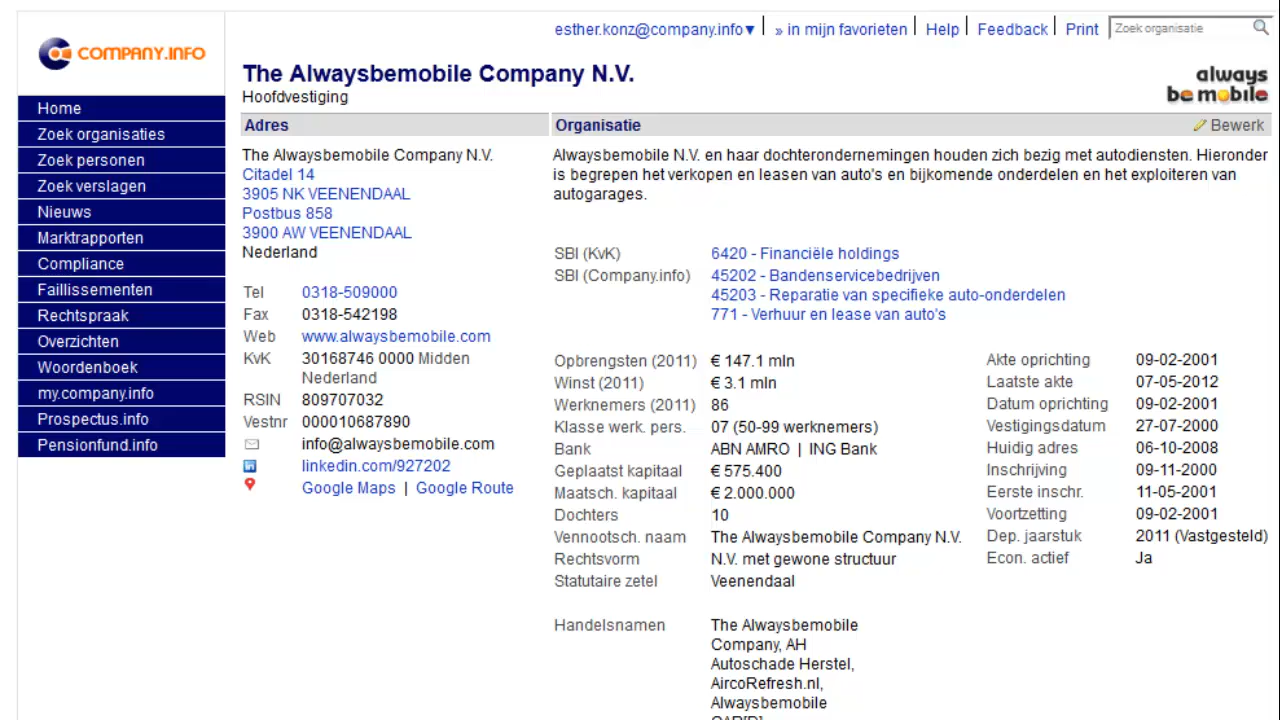 esther.konz@company.info▼ | » in mijn favorieten | Help | Feedback | Print
Zoek organisatie
COMPANY.INFO
Home
Zoek organisaties
Zoek personen
Zoek verslagen
Nieuws
Marktrapporten
Compliance
Faillissementen
Rechtspraak
Overzichten
Woordenboek
my.company.info
Prospectus.info
Pensionfund.info
The Alwaysbemobile Company N.V.
Hoofdvestiging
always
be mobile
Adres
The Alwaysbemobile Company N.V.
Citadel 14
3905 NK VEENENDAAL
Postbus 858
3900 AW VEENENDAAL
Nederland
Tel 0318-509000
Fax 0318-542198
Web www.alwaysbemobile.com
KvK 30168746 0000 Midden
Nederland
RSIN 809707032
Vestnr 000010687890
info@alwaysbemobile.com
in linkedin.com/927202
Google Maps | Google Route
Organisatie
Bewerk
Alwaysbemobile N.V. en haar dochterondernemingen houden zich bezig met autodiensten. Hieronder
is begrepen het verkopen en leasen van auto's en bijkomende onderdelen en het exploiteren van
autogarages.
SBI (KvK) 6420 - Financiële holdings
SBI (Company.info) 45202 - Bandenservicebedrijven
45203 - Reparatie van specifieke auto-onderdelen
771 - Verhuur en lease van auto's
Opbrengsten (2011) € 147.1 mln
Winst (2011) € 3.1 mln
Werknemers (2011) 86
Klasse werk. pers. 07 (50-99 werknemers)
Bank ABN AMRO | ING Bank
Geplaatst kapitaal € 575.400
Maatsch. kapitaal € 2.000.000
Dochters 10
Vennootsch. naam The Alwaysbemobile Company N.V.
Rechtsvorm N.V. met gewone structuur
Statutaire zetel Veenendaal
Akte oprichting 09-02-2001
Laatste akte 07-05-2012
Datum oprichting 09-02-2001
Vestigingsdatum 27-07-2000
Huidig adres 06-10-2008
Inschrijving 09-11-2000
Eerste inschr. 11-05-2001
Voortzetting 09-02-2001
Dep. jaarstuk 2011 (Vastgesteld)
Econ. actief Ja
Handelsnamen The Alwaysbemobile
Company, AH
Autoschade Herstel,
AircoRefresh.nl,
Alwaysbemobile